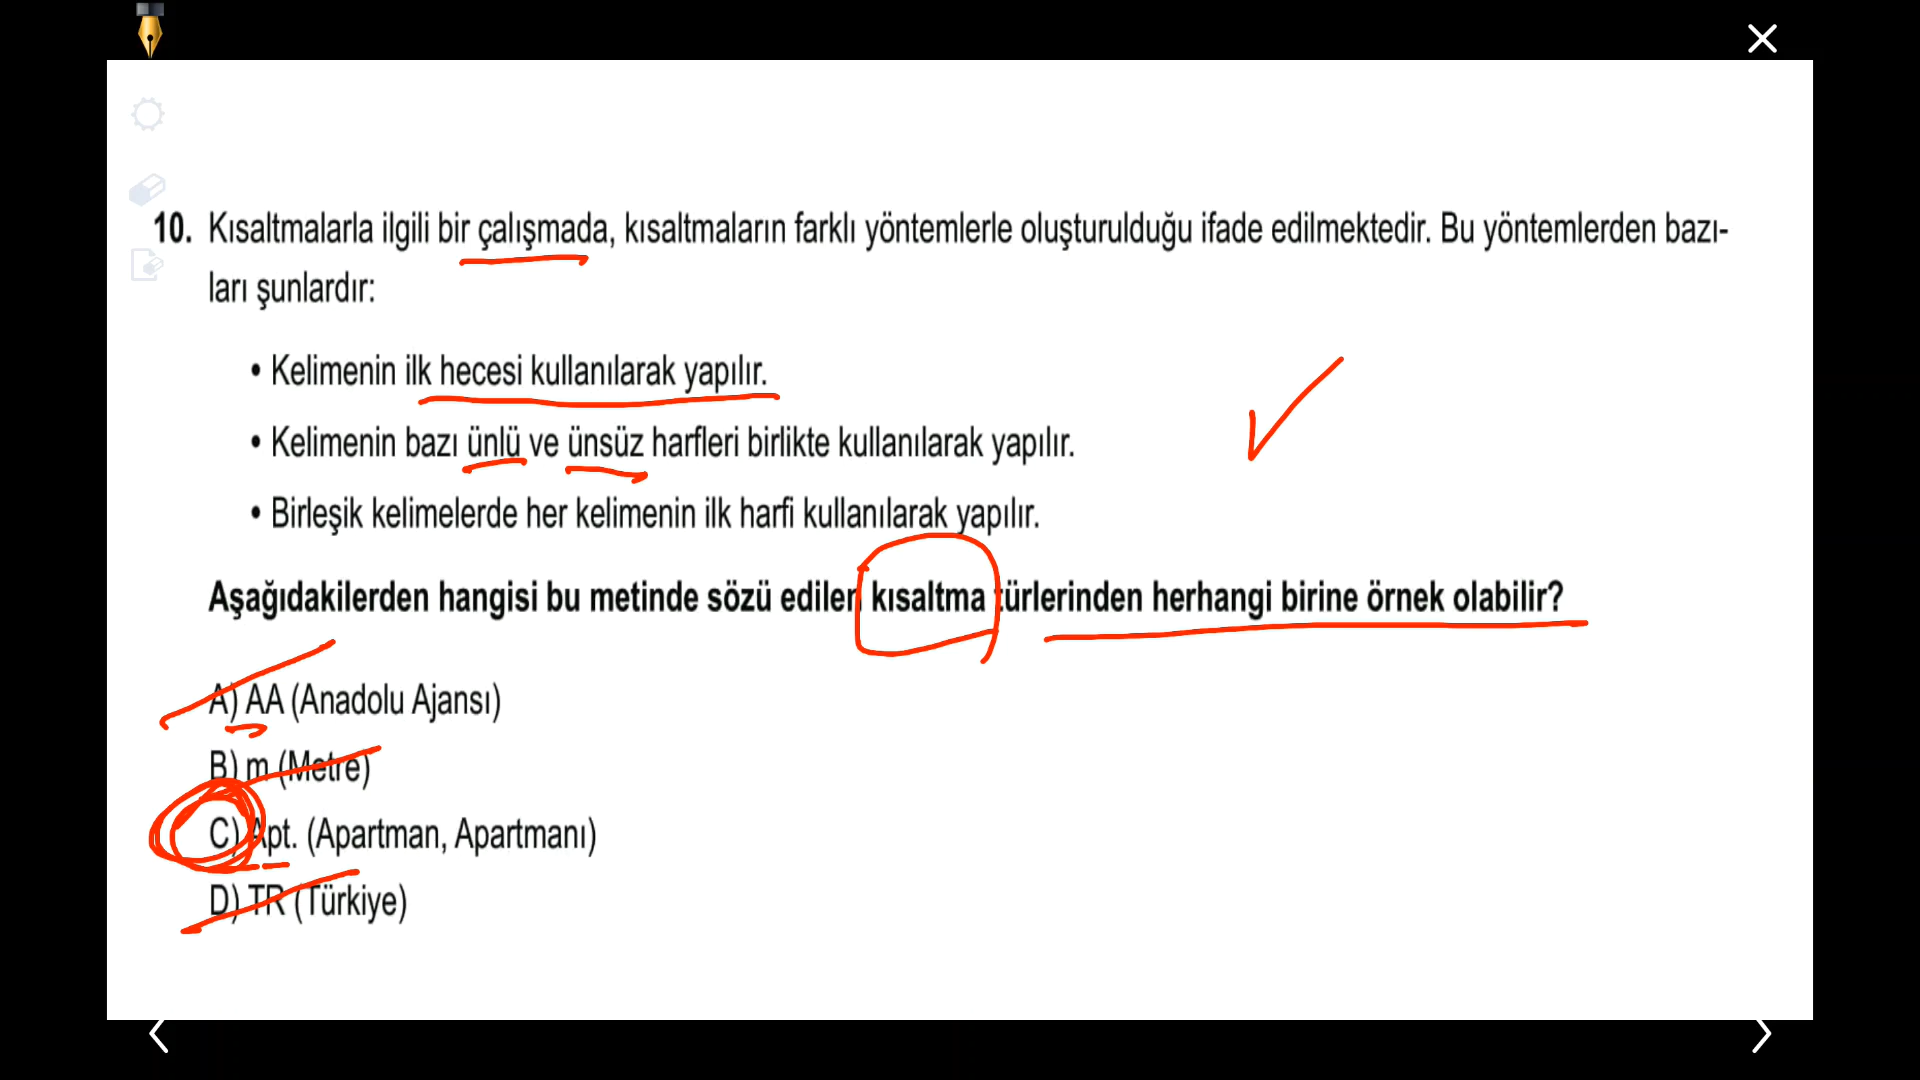 10. Kısaltmalarla ilgili bir çalışmada, kısaltmaların farklı yöntemlerle oluşturulduğu ifade edilmektedir. Bu yöntemlerden bazı-
ları şunlardır:
• Kelimenin ilk hecesi kullanılarak yapılır.
• Kelimenin bazı ünlü ve ünsüz harfleri birlikte kullanılarak yapılır.
• Birleşik kelimelerde her kelimenin ilk harfi kullanılarak yapılır.
Aşağıdakilerden hangisi bu metinde sözü edilen kısaltma türlerinden herhangi birine örnek olabilir?
A) AA (Anadolu Ajansı)
B) m (Metre)
C) Apt. (Apartman, Apartmanı)
D) TR (Türkiye)